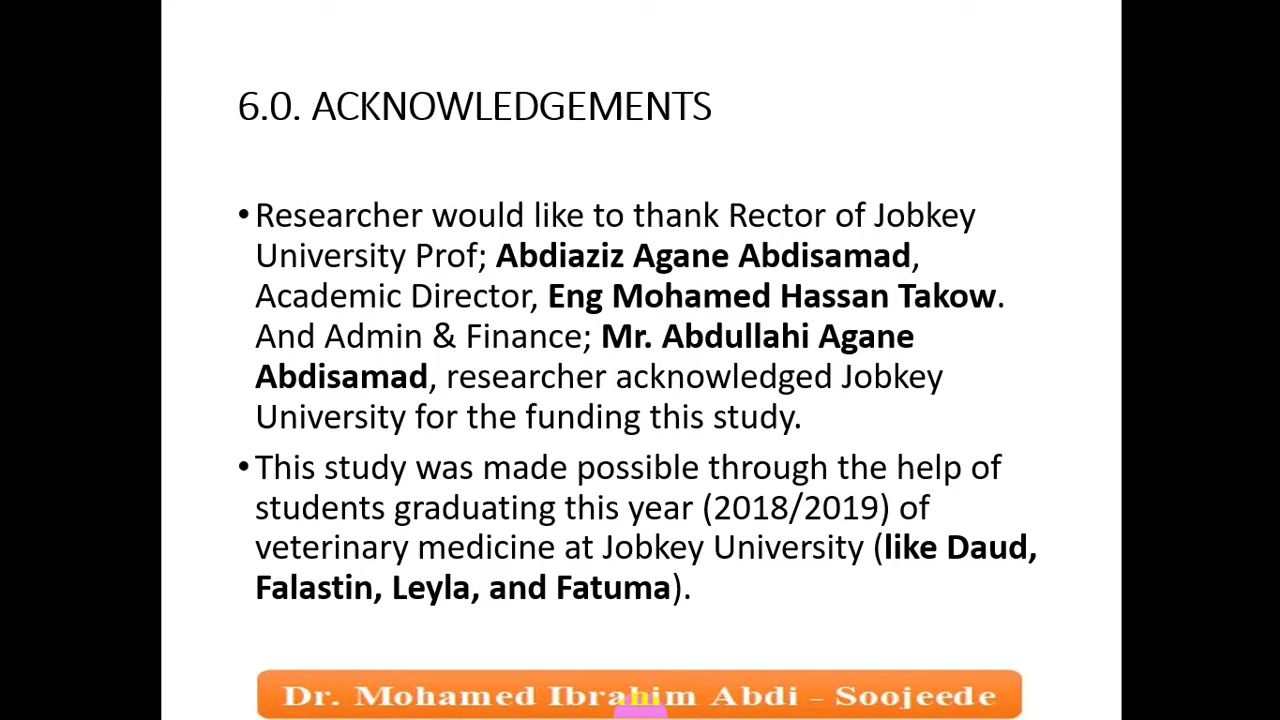 6.0. ACKNOWLEDGEMENTS
• Researcher would like to thank Rector of Jobkey
University Prof; Abdiaziz Agane Abdisamad,
Academic Director, Eng Mohamed Hassan Takow.
And Admin & Finance; Mr. Abdullahi Agane
Abdisamad, researcher acknowledged Jobkey
University for the funding this study.
• This study was made possible through the help of
students graduating this year (2018/2019) of
veterinary medicine at Jobkey University (like Daud,
Falastin, Leyla, and Fatuma).
Dr. Mohamed Ibrahim Abdi - Soojeede